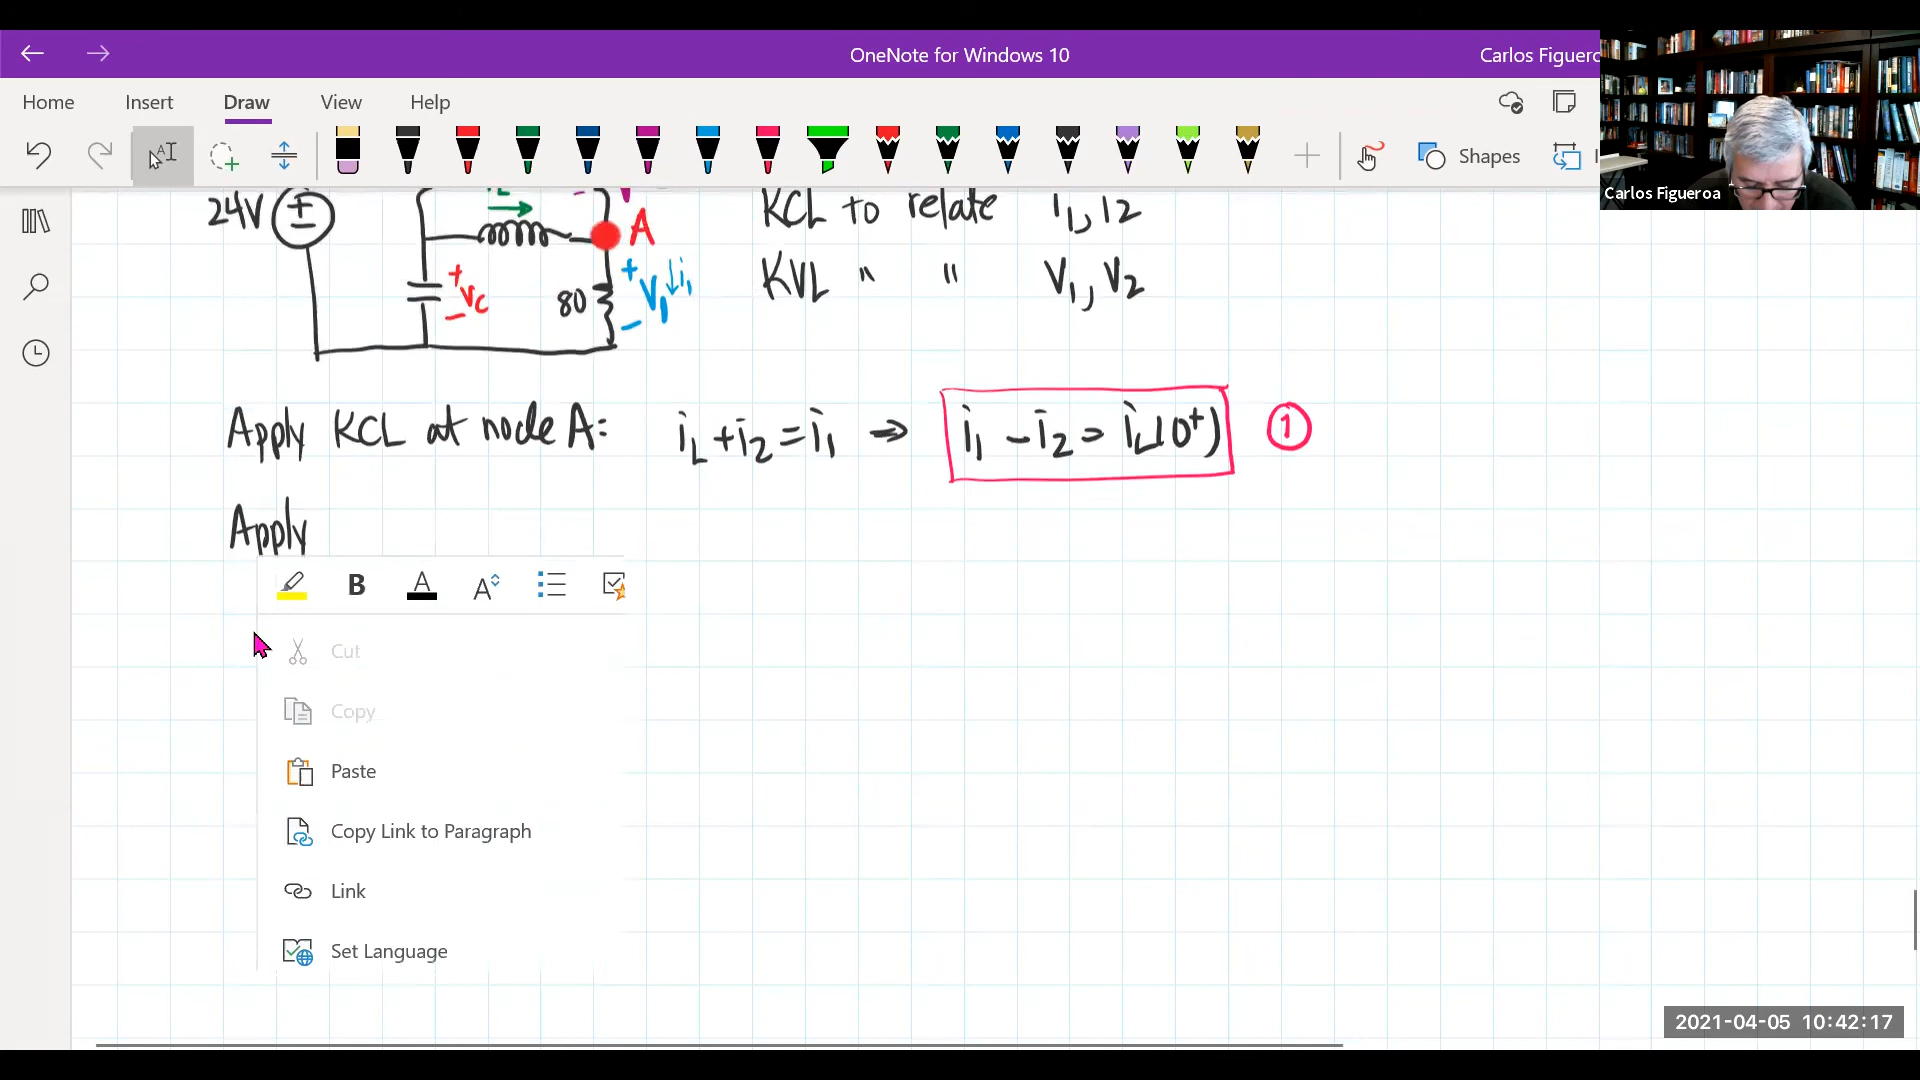 OneNote for Windows 10
Carlos Figuero
Home Insert Draw View Help
Shapes
Carlos Figueroa
24V
A
KCL to relate i1, i2
+ Vc −
80
+ V1 − ↓i1
KVL " " V1, V2
Apply KCL at node A: iL + i2 = i1 ⇒ i1 − i2 = iL(0+) ①
Apply
B A A
Cut
Copy
Paste
Copy Link to Paragraph
Link
Set Language
2021-04-05 10:42:17